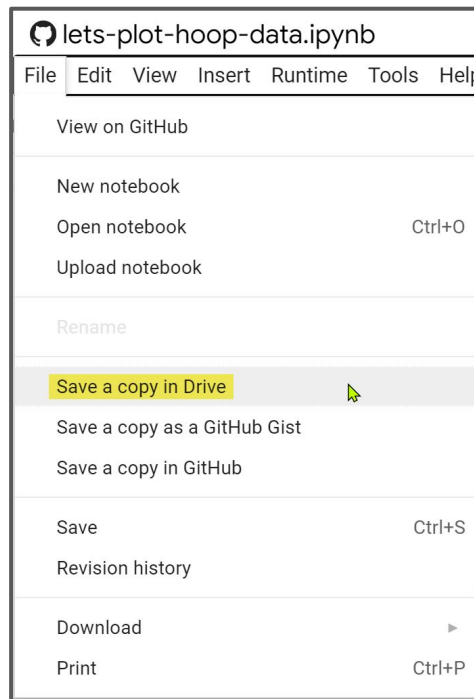 lets-plot-hoop-data.ipynb
File Edit View Insert Runtime Tools Help
View on GitHub
New notebook
Open notebook Ctrl+O
Upload notebook
Rename
Save a copy in Drive
Save a copy as a GitHub Gist
Save a copy in GitHub
Save Ctrl+S
Revision history
Download
Print Ctrl+P